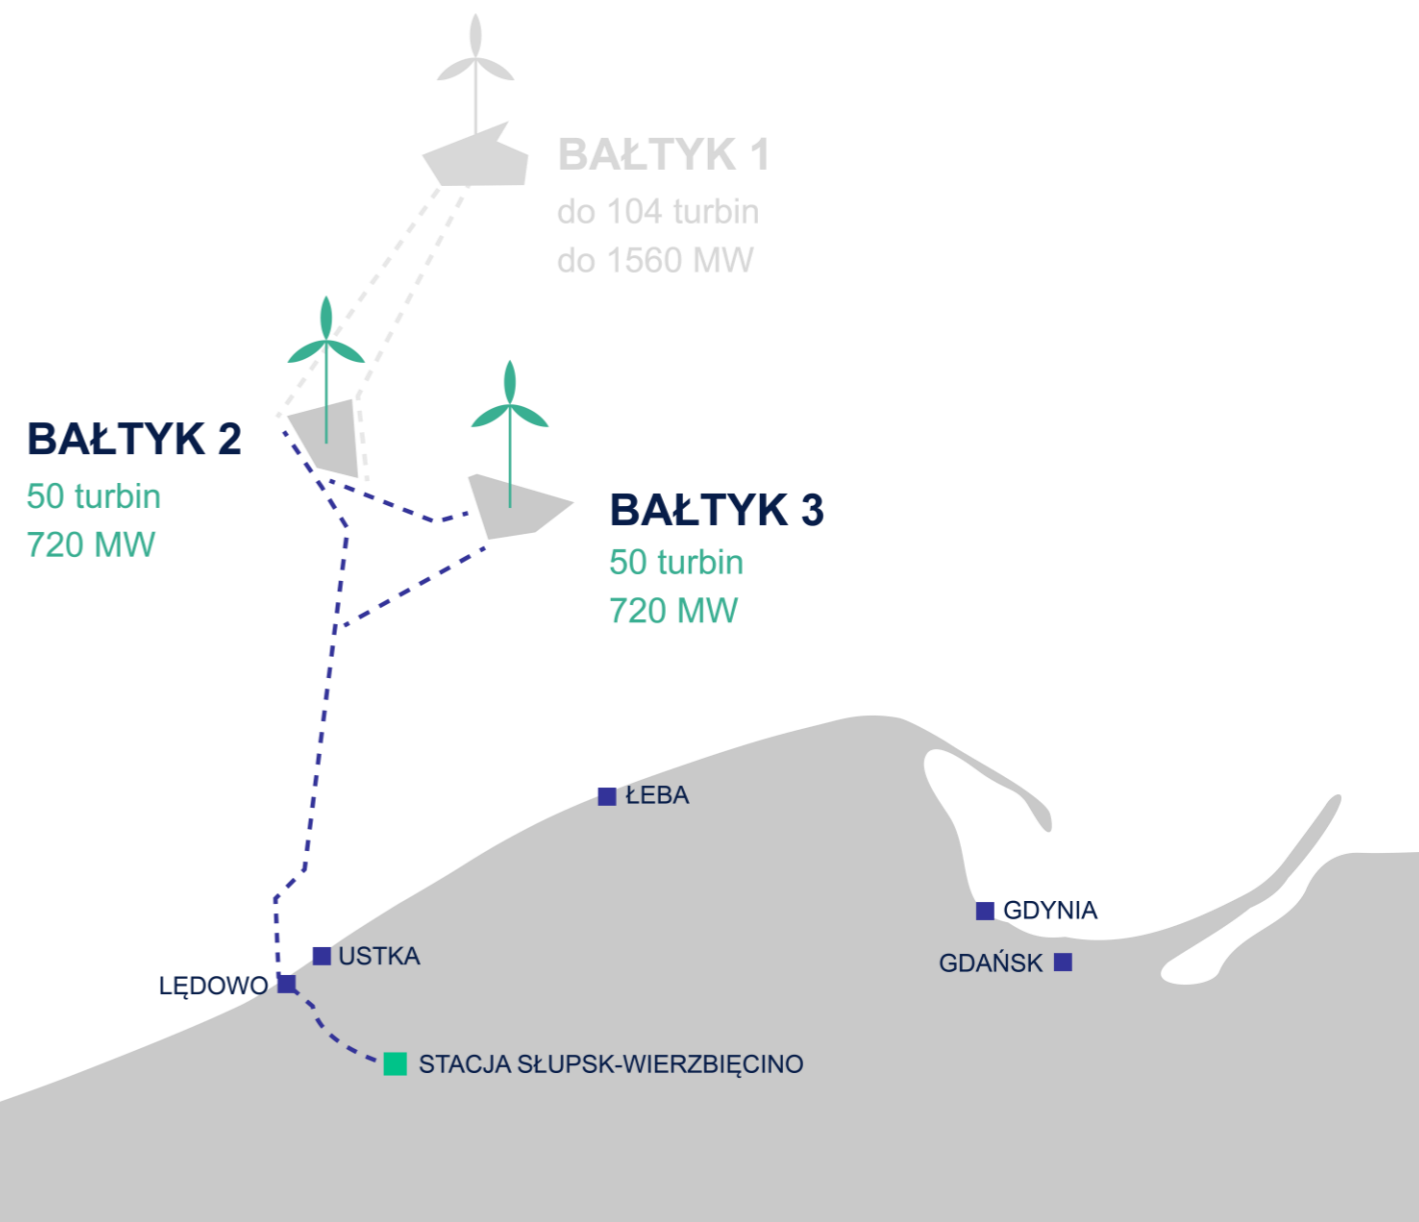 BAŁTYK 1
do 104 turbin
do 1560 MW
BAŁTYK 2
50 turbin
720 MW
BAŁTYK 3
50 turbin
720 MW
ŁEBA
GDYNIA
USTKA
GDAŃSK
LĘDOWO
STACJA SŁUPSK-WIERZBIĘCINO